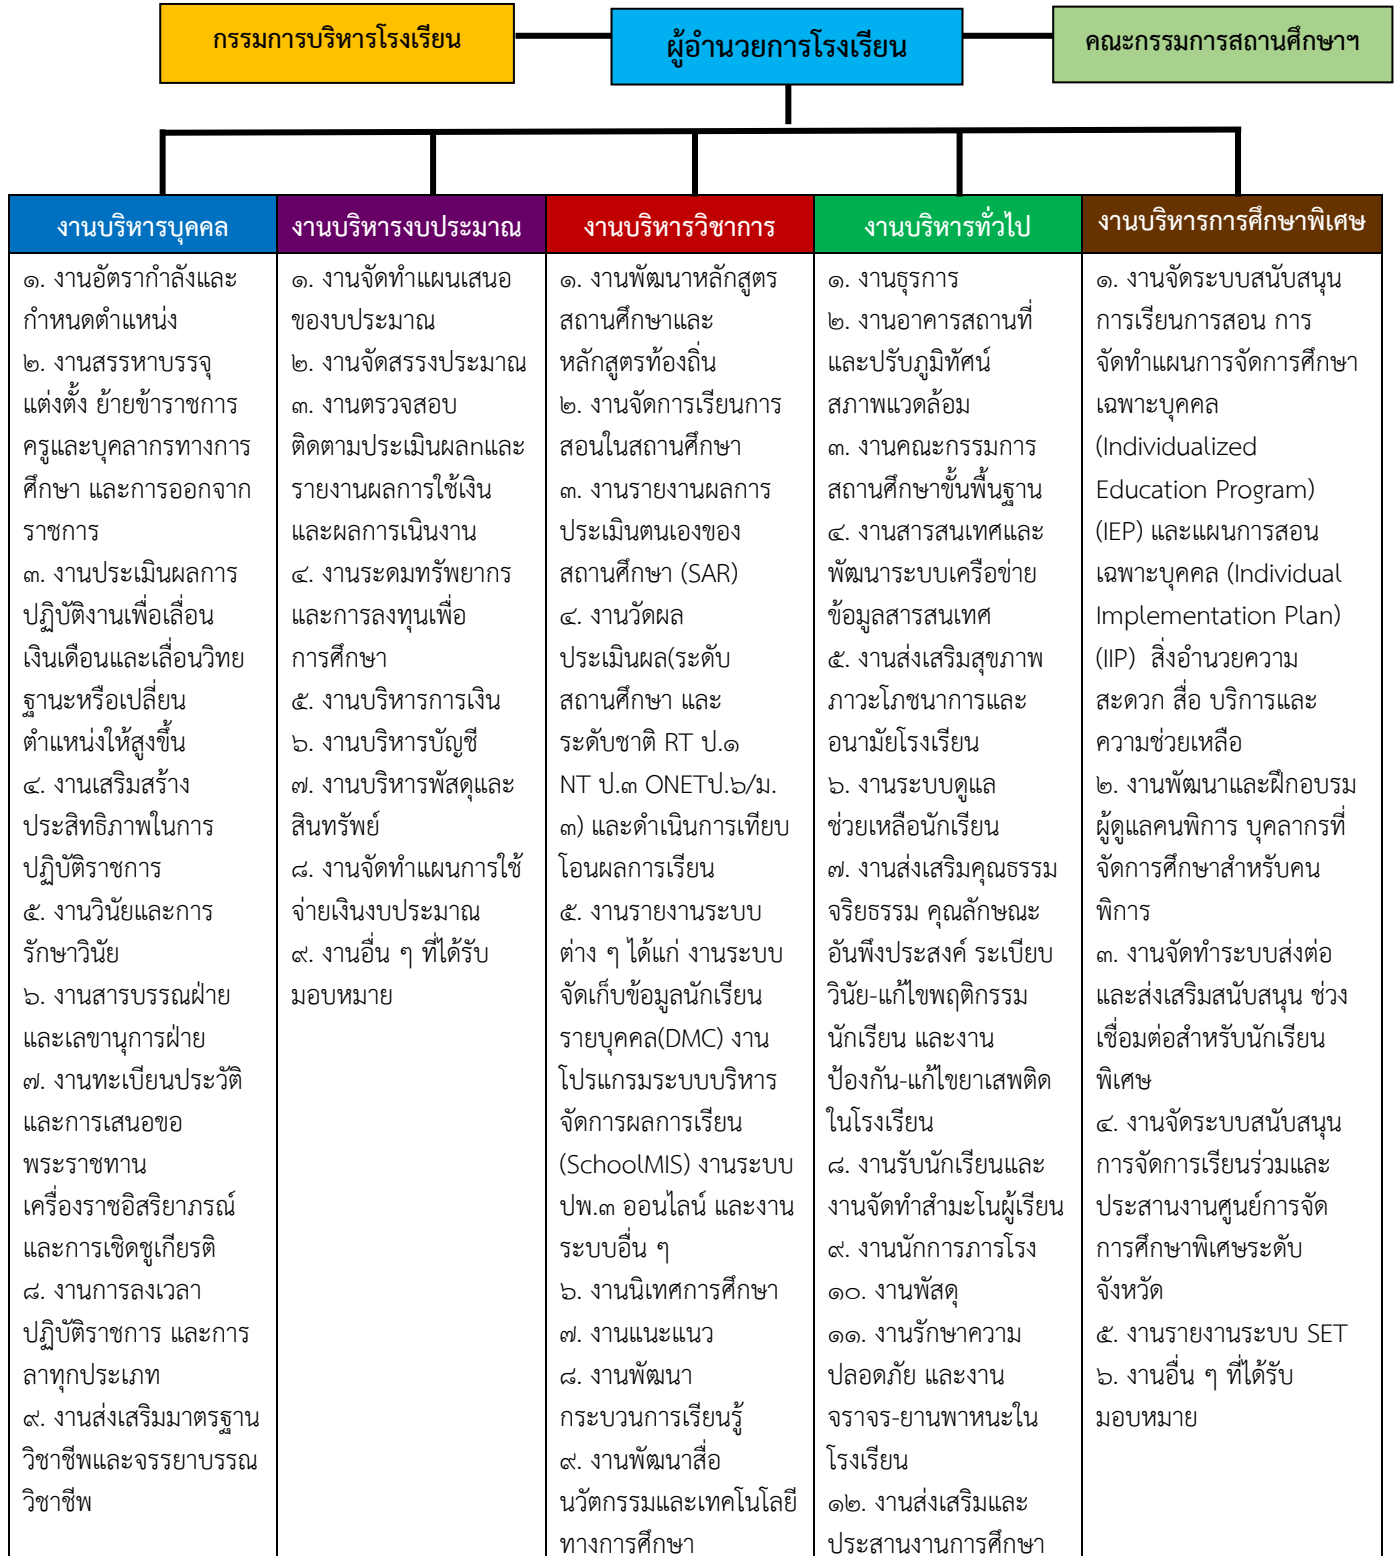 กรรมการบริหารโรงเรียน
ผู้อำนวยการโรงเรียน
คณะกรรมการสถานศึกษาฯ
งานบริหารบุคคล
๑. งานอัตรากำลังและ
กำหนดตำแหน่ง
๒. งานสรรหาบรรจุ
แต่งตั้ง ย้ายข้าราชการ
ครูและบุคลากรทางการ
ศึกษา และการออกจาก
ราชการ
๓. งานประเมินผลการ
ปฏิบัติงานเพื่อเลื่อน
เงินเดือนและเลื่อนวิทย
ฐานะหรือเปลี่ยน
ตำแหน่งให้สูงขึ้น
๔. งานเสริมสร้าง
ประสิทธิภาพในการ
ปฏิบัติราชการ
๕. งานวินัยและการ
รักษาวินัย
๖. งานสารบรรณฝ่าย
และเลขานุการฝ่าย
๗. งานทะเบียนประวัติ
และการเสนอขอ
พระราชทาน
เครื่องราชอิสริยาภรณ์
และการเชิดชูเกียรติ
๘. งานการลงเวลา
ปฏิบัติราชการ และการ
ลาทุกประเภท
๙. งานส่งเสริมมาตรฐาน
วิชาชีพและจรรยาบรรณ
วิชาชีพ
งานบริหารงบประมาณ
๑. งานจัดทำแผนเสนอ
ของบประมาณ
๒. งานจัดสรรงประมาณ
๓. งานตรวจสอบ
ติดตามประเมินผลnและ
รายงานผลการใช้เงิน
และผลการเนินงาน
๔. งานระดมทรัพยากร
และการลงทุนเพื่อ
การศึกษา
๕. งานบริหารการเงิน
๖. งานบริหารบัญชี
๗. งานบริหารพัสดุและ
สินทรัพย์
๘. งานจัดทำแผนการใช้
จ่ายเงินงบประมาณ
๙. งานอื่น ๆ ที่ได้รับ
มอบหมาย
งานบริหารวิชาการ
๑. งานพัฒนาหลักสูตร
สถานศึกษาและ
หลักสูตรท้องถิ่น
๒. งานจัดการเรียนการ
สอนในสถานศึกษา
๓. งานรายงานผลการ
ประเมินตนเองของ
สถานศึกษา (SAR)
๔. งานวัดผล
ประเมินผล(ระดับ
สถานศึกษา และ
ระดับชาติ RT ป.๑
NT ป.๓ ONETป.๖/ม.
๓) และดำเนินการเทียบ
โอนผลการเรียน
๕. งานรายงานระบบ
ต่าง ๆ ได้แก่ งานระบบ
จัดเก็บข้อมูลนักเรียน
รายบุคคล(DMC) งาน
โปรแกรมระบบบริหาร
จัดการผลการเรียน
(SchoolMIS) งานระบบ
ปพ.๓ ออนไลน์ และงาน
ระบบอื่น ๆ
๖. งานนิเทศการศึกษา
๗. งานแนะแนว
๘. งานพัฒนา
กระบวนการเรียนรู้
๙. งานพัฒนาสื่อ
นวัตกรรมและเทคโนโลยี
ทางการศึกษา
งานบริหารทั่วไป
๑. งานธุรการ
๒. งานอาคารสถานที่
และปรับภูมิทัศน์
สภาพแวดล้อม
๓. งานคณะกรรมการ
สถานศึกษาขั้นพื้นฐาน
๔. งานสารสนเทศและ
พัฒนาระบบเครือข่าย
ข้อมูลสารสนเทศ
๕. งานส่งเสริมสุขภาพ
ภาวะโภชนาการและ
อนามัยโรงเรียน
๖. งานระบบดูแล
ช่วยเหลือนักเรียน
๗. งานส่งเสริมคุณธรรม
จริยธรรม คุณลักษณะ
อันพึงประสงค์ ระเบียบ
วินัย-แก้ไขพฤติกรรม
นักเรียน และงาน
ป้องกัน-แก้ไขยาเสพติด
ในโรงเรียน
๘. งานรับนักเรียนและ
งานจัดทำสำมะโนผู้เรียน
๙. งานนักการภารโรง
๑๐. งานพัสดุ
๑๑. งานรักษาความ
ปลอดภัย และงาน
จราจร-ยานพาหนะใน
โรงเรียน
๑๒. งานส่งเสริมและ
ประสานงานการศึกษา
งานบริหารการศึกษาพิเศษ
๑. งานจัดระบบสนับสนุน
การเรียนการสอน การ
จัดทำแผนการจัดการศึกษา
เฉพาะบุคคล
(Individualized
Education Program)
(IEP) และแผนการสอน
เฉพาะบุคคล (Individual
Implementation Plan)
(IIP) สิ่งอำนวยความ
สะดวก สื่อ บริการและ
ความช่วยเหลือ
๒. งานพัฒนาและฝึกอบรม
ผู้ดูแลคนพิการ บุคลากรที่
จัดการศึกษาสำหรับคน
พิการ
๓. งานจัดทำระบบส่งต่อ
และส่งเสริมสนับสนุน ช่วง
เชื่อมต่อสำหรับนักเรียน
พิเศษ
๔. งานจัดระบบสนับสนุน
การจัดการเรียนร่วมและ
ประสานงานศูนย์การจัด
การศึกษาพิเศษระดับ
จังหวัด
๕. งานรายงานระบบ SET
๖. งานอื่น ๆ ที่ได้รับ
มอบหมาย